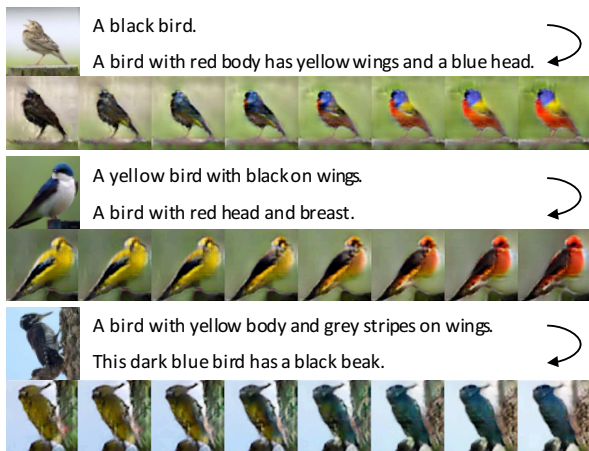 A black bird.
A bird with red body has yellow wings and a blue head.
A yellow bird with black on wings.
A bird with red head and breast.
A bird with yellow body and grey stripes on wings.
This dark blue bird has a black beak.